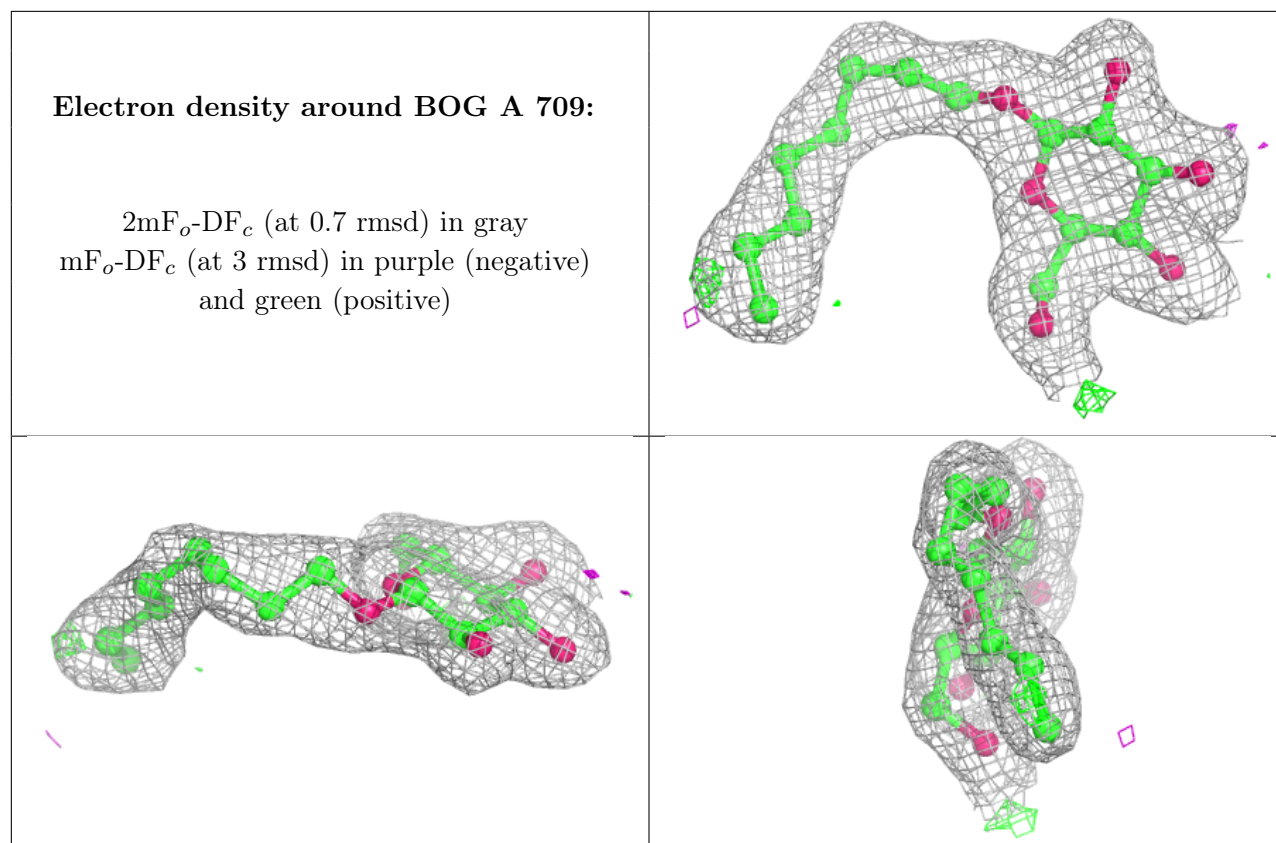 Electron density around BOG A 709:
2mFo-DFc (at 0.7 rmsd) in gray
mFo-DFc (at 3 rmsd) in purple (negative)
and green (positive)